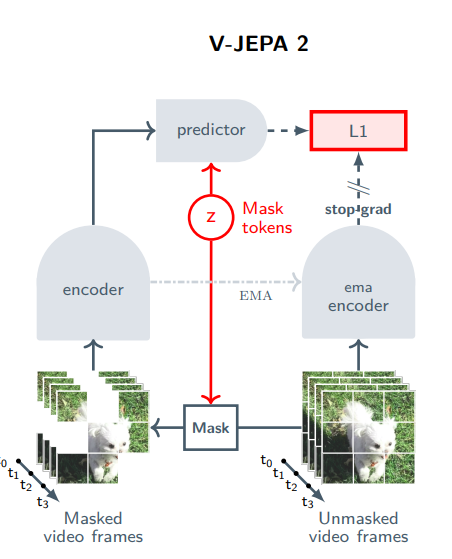 V-JEPA 2
predictor
L1
z
Mask
tokens
stop-grad
encoder
EMA
ema
encoder
Mask
t0
t1
t2
t3
t0
t1
t2
t3
Masked
video frames
Unmasked
video frames